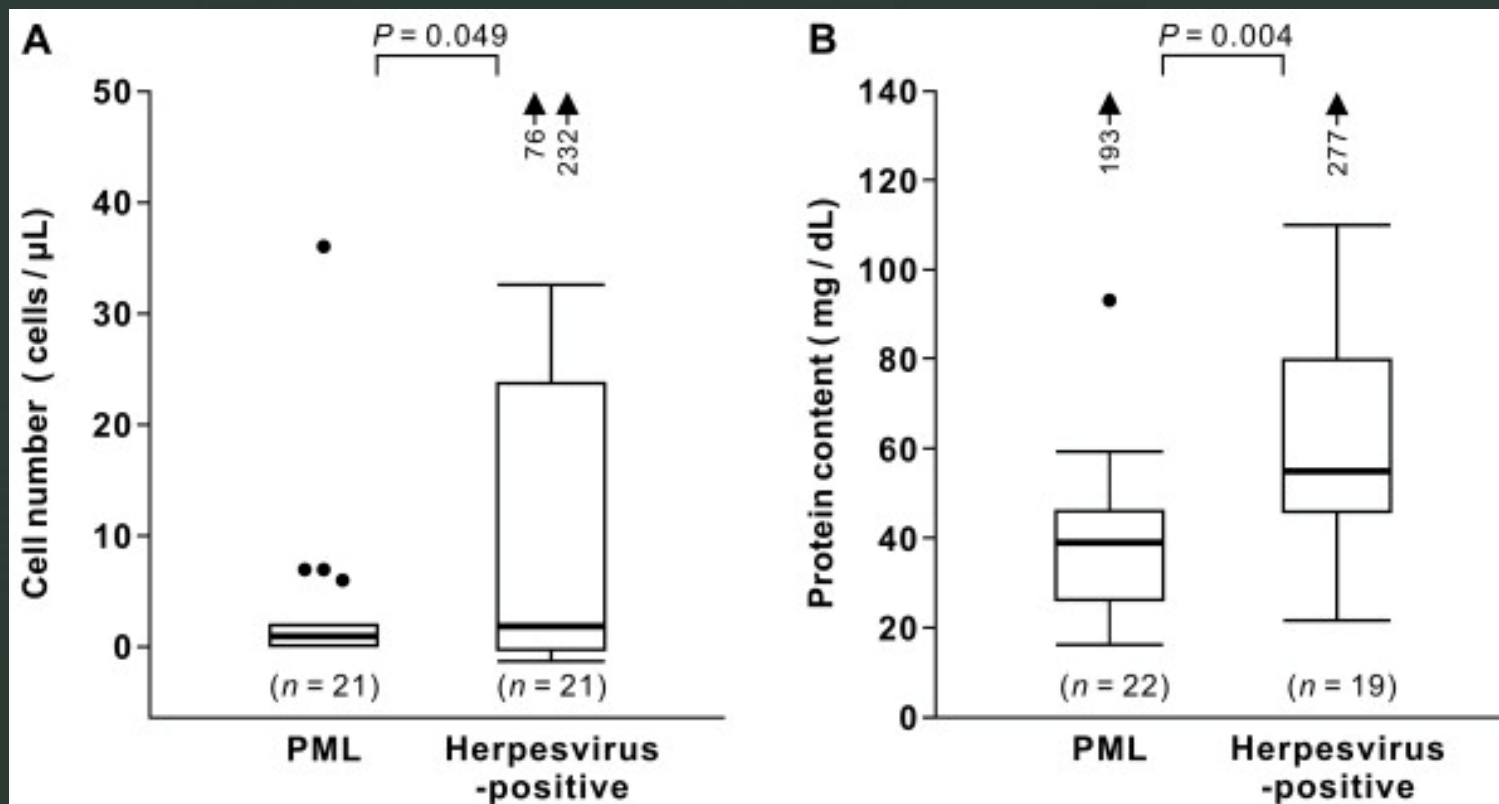 A
P = 0.049
50
40
30
20
10
0
Cell number ( cells / μL)
76
232
(n = 21)
(n = 21)
PML
Herpesvirus
-positive
B
P = 0.004
140
120
100
80
60
40
20
0
Protein content ( mg / dL)
193
277
(n = 22)
(n = 19)
PML
Herpesvirus
-positive